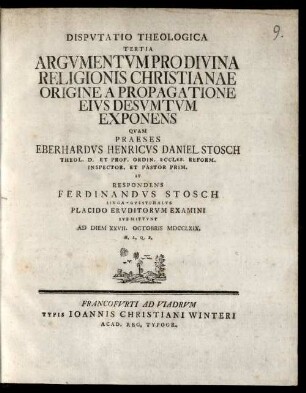 9.
DISPVTATIO THEOLOGICA
TERTIA
ARGVMENTVM PRO DIVINA
RELIGIONIS CHRISTIANAE
ORIGINE A PROPAGATIONE
EIVS DESVMTVM
EXPONENS
QVAM
PRAESES
EBERHARDVS HENRICVS DANIEL STOSCH
THEOL. D. ET PROF. ORDIN. ECCLES. REFORM.
INSPECTOR. ET PASTOR PRIM.
ET
RESPONDENS
FERDINANDVS STOSCH
PLACIDO ERVDITORVM EXAMINI
SVBMITTVNT
AD DIEM XXVII. OCTOBRIS MDCCLXIX.
H. L. Q. S.
FRANCOFVRTI AD VIADRVM
TYPIS IOANNIS CHRISTIANI WINTERI
ACAD. REG. TYPOGR.